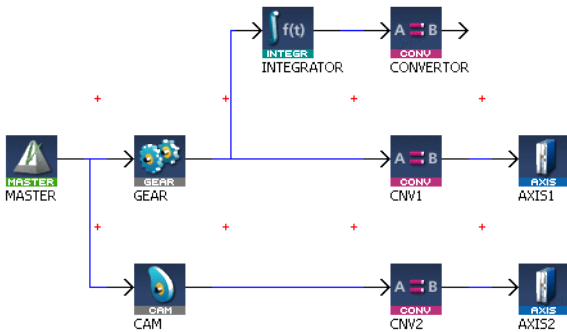 f(t) A B
INTEGR CONV
INTEGRATOR CONVERTOR
A B
MASTER GEAR CONV AXIS
MASTER GEAR CNV1 AXIS1
A B
CAM CONV AXIS
CAM CNV2 AXIS2